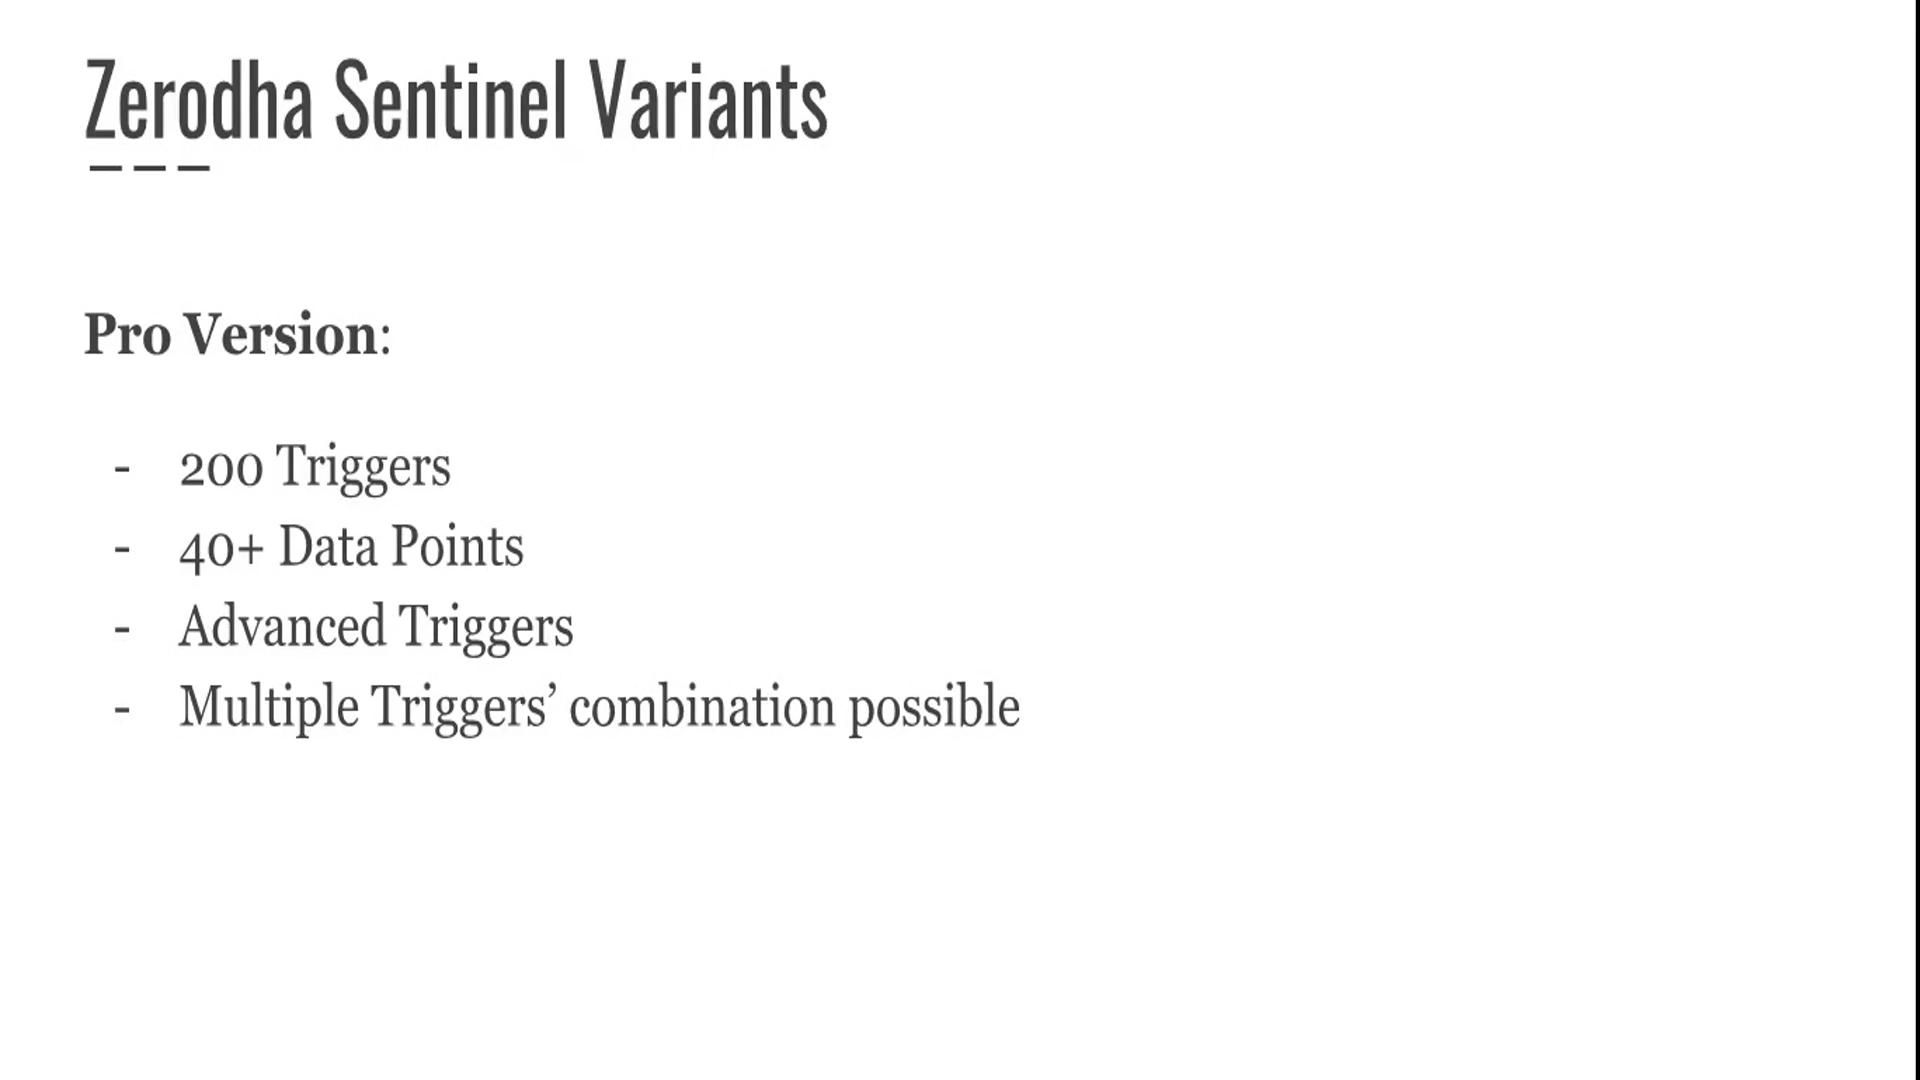 Zerodha Sentinel Variants
Pro Version:
- 200 Triggers
- 40+ Data Points
- Advanced Triggers
- Multiple Triggers’ combination possible